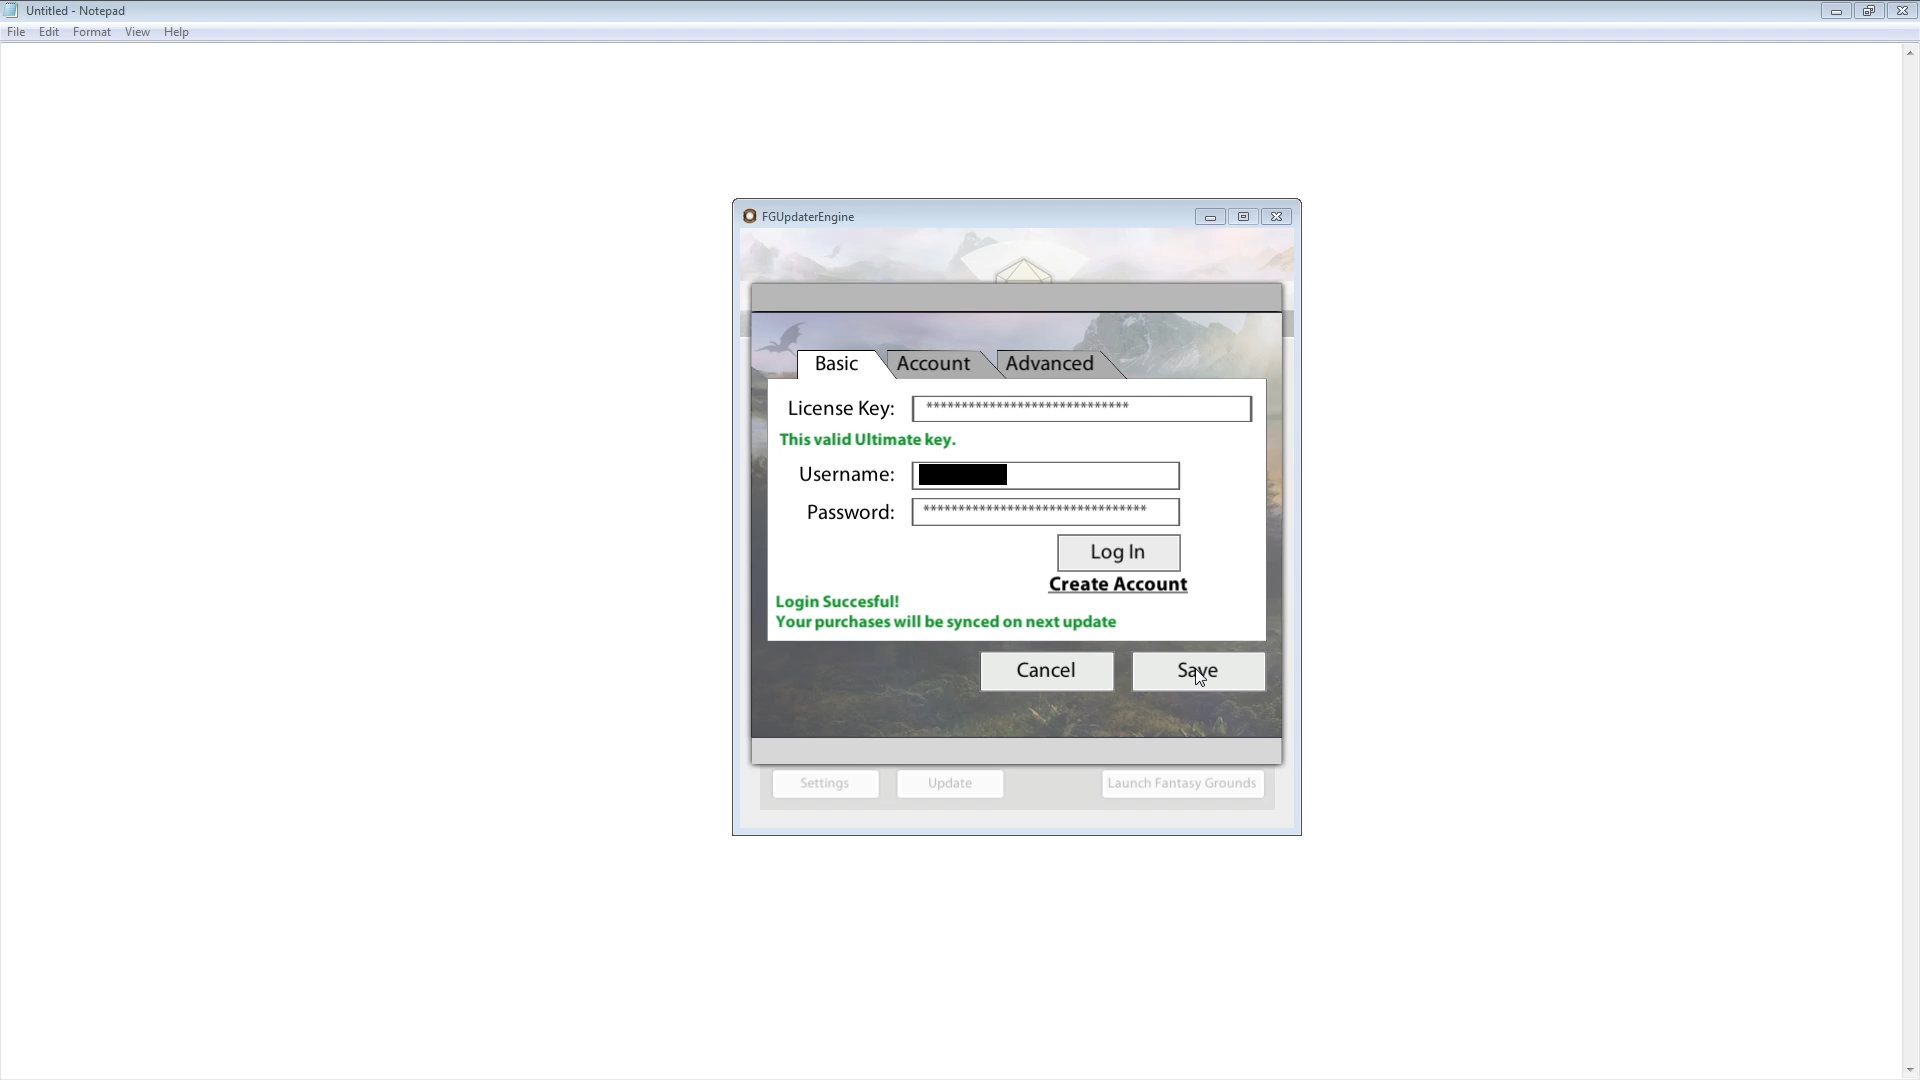 Untitled - Notepad
File Edit Format View Help
FGUpdaterEngine
Basic Account Advanced
License Key: *****************************
This valid Ultimate key.
Username:
Password: ********************************
Log In
Create Account
Login Succesful!
Your purchases will be synced on next update
Cancel Save
Settings Update Launch Fantasy Grounds